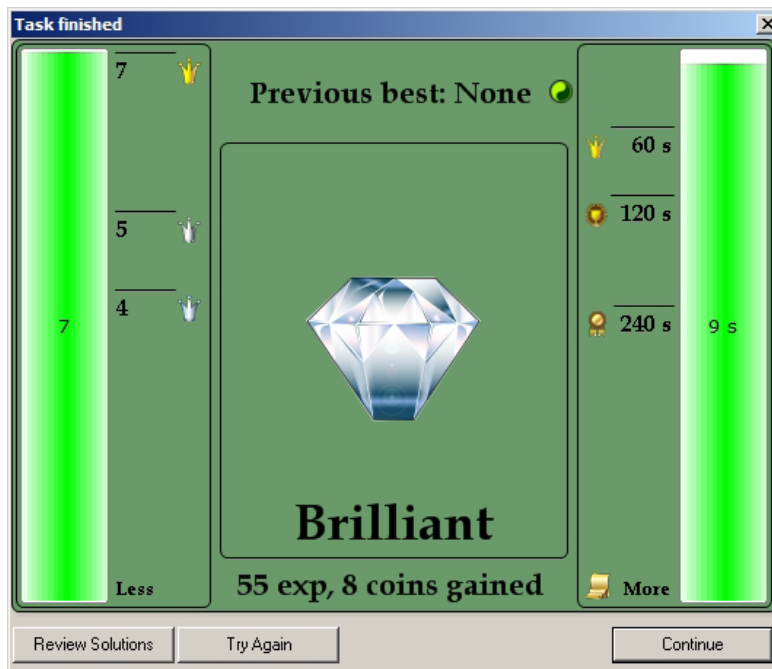 Task finished
7
5
4
7
Less
Previous best: None
Brilliant
55 exp, 8 coins gained
60 s
120 s
240 s
9 s
More
Review Solutions
Try Again
Continue